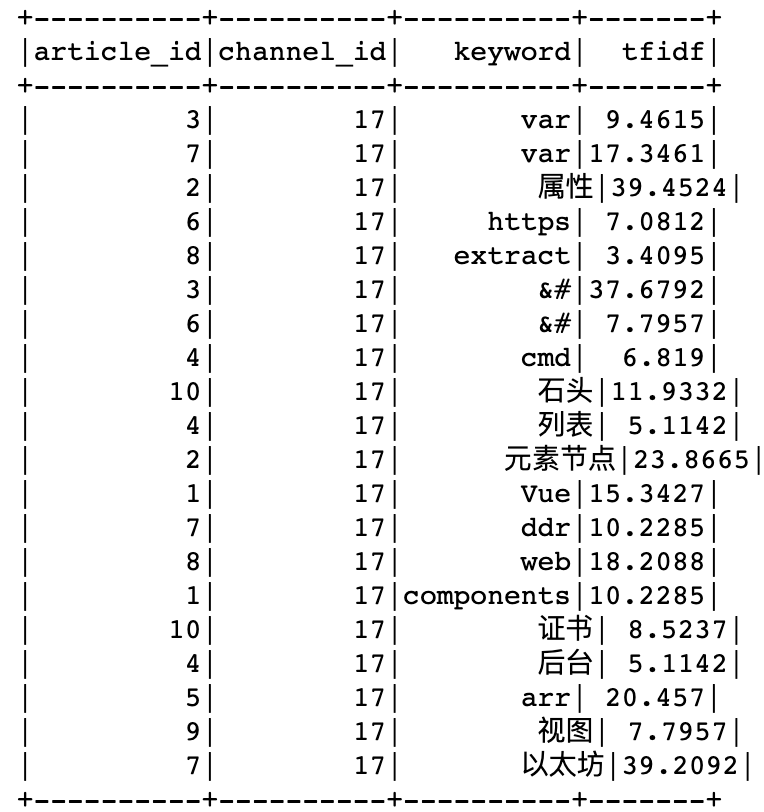 +----------+----------+----------+-------+
|article_id|channel_id|   keyword|  tfidf|
+----------+----------+----------+-------+
|         3|        17|       var| 9.4615|
|         7|        17|       var|17.3461|
|         2|        17|        属性|39.4524|
|         6|        17|     https| 7.0812|
|         8|        17|   extract| 3.4095|
|         3|        17|        &#|37.6792|
|         6|        17|        &#| 7.7957|
|         4|        17|       cmd|  6.819|
|        10|        17|        石头|11.9332|
|         4|        17|        列表| 5.1142|
|         2|        17|      元素节点|23.8665|
|         1|        17|       Vue|15.3427|
|         7|        17|       ddr|10.2285|
|         8|        17|       web|18.2088|
|         1|        17|components|10.2285|
|        10|        17|        证书| 8.5237|
|         4|        17|        后台| 5.1142|
|         5|        17|       arr| 20.457|
|         9|        17|        视图| 7.7957|
|         7|        17|       以太坊|39.2092|
+----------+----------+----------+-------+